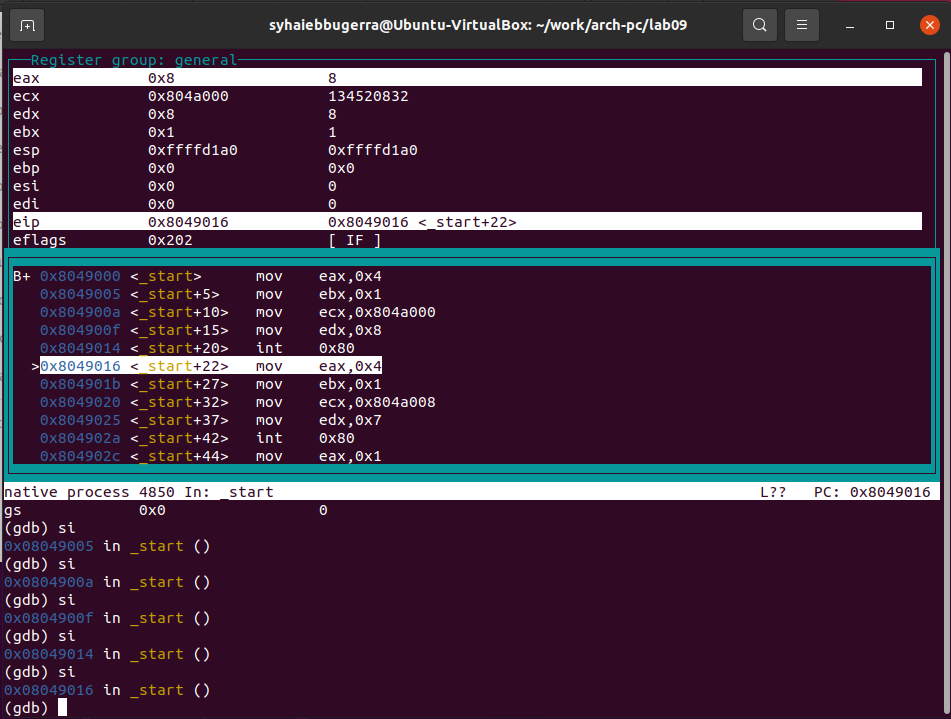 syhaiebbugerra@Ubuntu-VirtualBox: ~/work/arch-pc/lab09
Register group: general
eax 0x8 8
ecx 0x804a000 134520832
edx 0x8 8
ebx 0x1 1
esp 0xffffd1a0 0xffffd1a0
ebp 0x0 0x0
esi 0x0 0
edi 0x0 0
eip 0x8049016 0x8049016 <_start+22>
eflags 0x202 [ IF ]
B+ 0x8049000 <_start> mov eax,0x4
0x8049005 <_start+5> mov ebx,0x1
0x804900a <_start+10> mov ecx,0x804a000
0x804900f <_start+15> mov edx,0x8
0x8049014 <_start+20> int 0x80
>0x8049016 <_start+22> mov eax,0x4
0x804901b <_start+27> mov ebx,0x1
0x8049020 <_start+32> mov ecx,0x804a008
0x8049025 <_start+37> mov edx,0x7
0x804902a <_start+42> int 0x80
0x804902c <_start+44> mov eax,0x1
native process 4850 In: _start L?? PC: 0x8049016
gs 0x0 0
(gdb) si
0x08049005 in _start ()
(gdb) si
0x0804900a in _start ()
(gdb) si
0x0804900f in _start ()
(gdb) si
0x08049014 in _start ()
(gdb) si
0x08049016 in _start ()
(gdb)